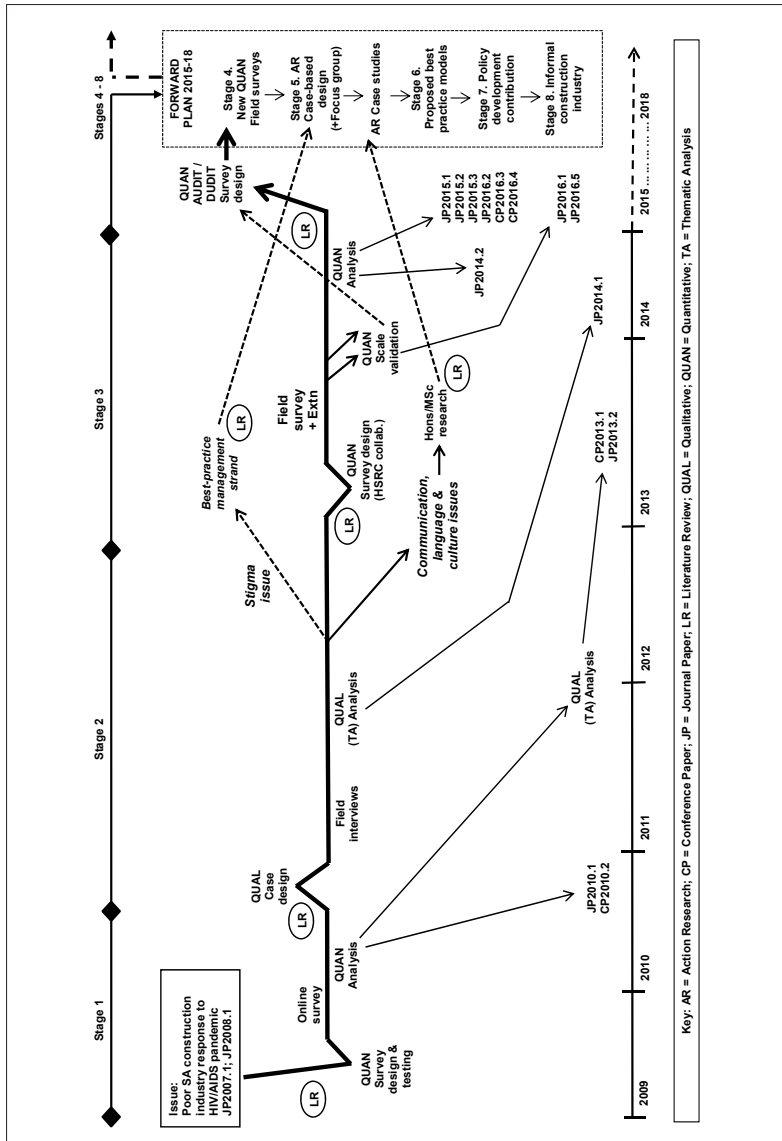 Stage 1
Stage 2
Stage 3
Stages 4 - 8
Issue:
Poor SA construction
industry response to
HIV/AIDS pandemic
JP2007.1; JP2008.1
LR
QUAN
Survey
design &
testing
Online
survey
QUAN
Analysis
LR
QUAL
Case
design
JP2010.1
CP2010.2
Field
interviews
QUAL
(TA) Analysis
QUAL
(TA) Analysis
Stigma
issue
Best-practice
management
strand
LR
Communication,
language &
culture issues
LR
QUAN
Survey design
(HSRC collab.)
CP2013.1
JP2013.2
Hons/MSc
research
LR
Field
survey
+ Extn
QUAN
Scale
validation
JP2014.1
QUAN
Analysis
LR
JP2014.2
JP2015.1
JP2015.2
JP2015.3
JP2016.2
CP2016.3
CP2016.4
JP2016.1
JP2016.5
QUAN
AUDIT /
DUDIT
Survey
design
FORWARD
PLAN 2015-18
Stage 4.
New QUAN
Field surveys
Stage 5. AR
Case-based
design
(+Focus group)
AR Case studies
Stage 6.
Proposed best
practice models
Stage 7. Policy
development
contribution
Stage 8. Informal
construction
industry
2009
2010
2011
2012
2013
2014
2015 ................ 2018
Key: AR = Action Research; CP = Conference Paper; JP = Journal Paper; LR = Literature Review; QUAL = Qualitative; QUAN = Quantitative; TA = Thematic Analysis